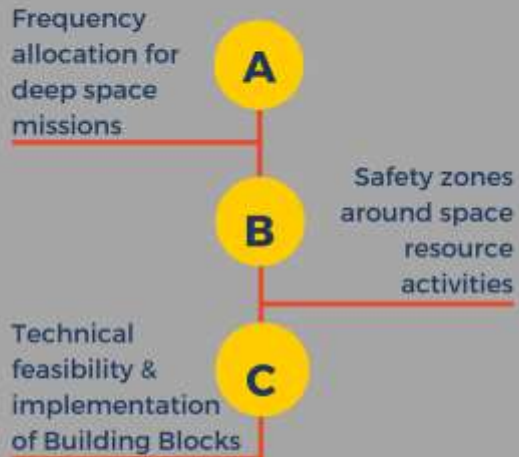 Frequency
allocation for
deep space
missions
A
B
Safety zones
around space
resource
activities
Technical
feasibility &
implementation
of Building Blocks
C